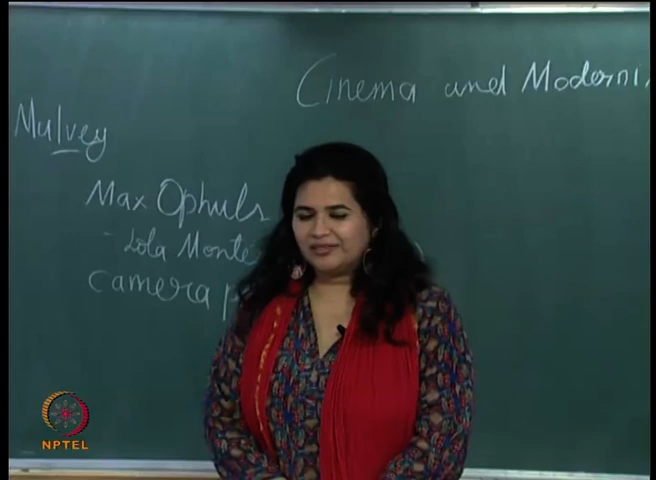 Cinema and Moderni
Mulvey
Max Ophuls
- Lola Monte
camera p
NPTEL